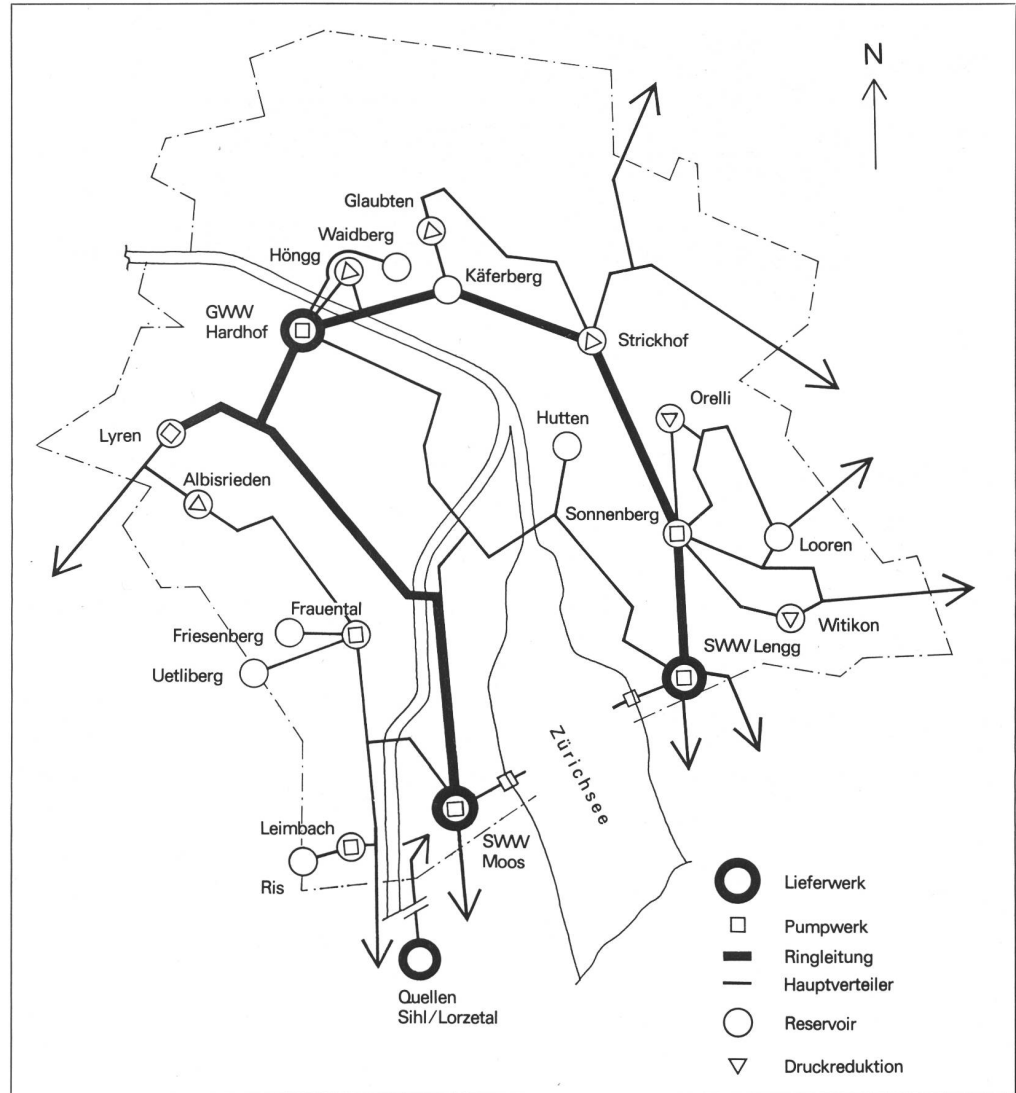 N
Glaubten
Waidberg
Höngg
Käferberg
GWW
Hardhof
Strickhof
Orelli
Hutten
Lyren
Albisrieden
Sonnenberg
Looren
Frauental
Friesenberg
Witikon
Uetliberg
SWW Lengg
Zürichsee
Leimbach
SWW
Moos
Ris
Quellen
Sihl/Lorzetal
Lieferwerk
Pumpwerk
Ringleitung
Hauptverteiler
Reservoir
Druckreduktion